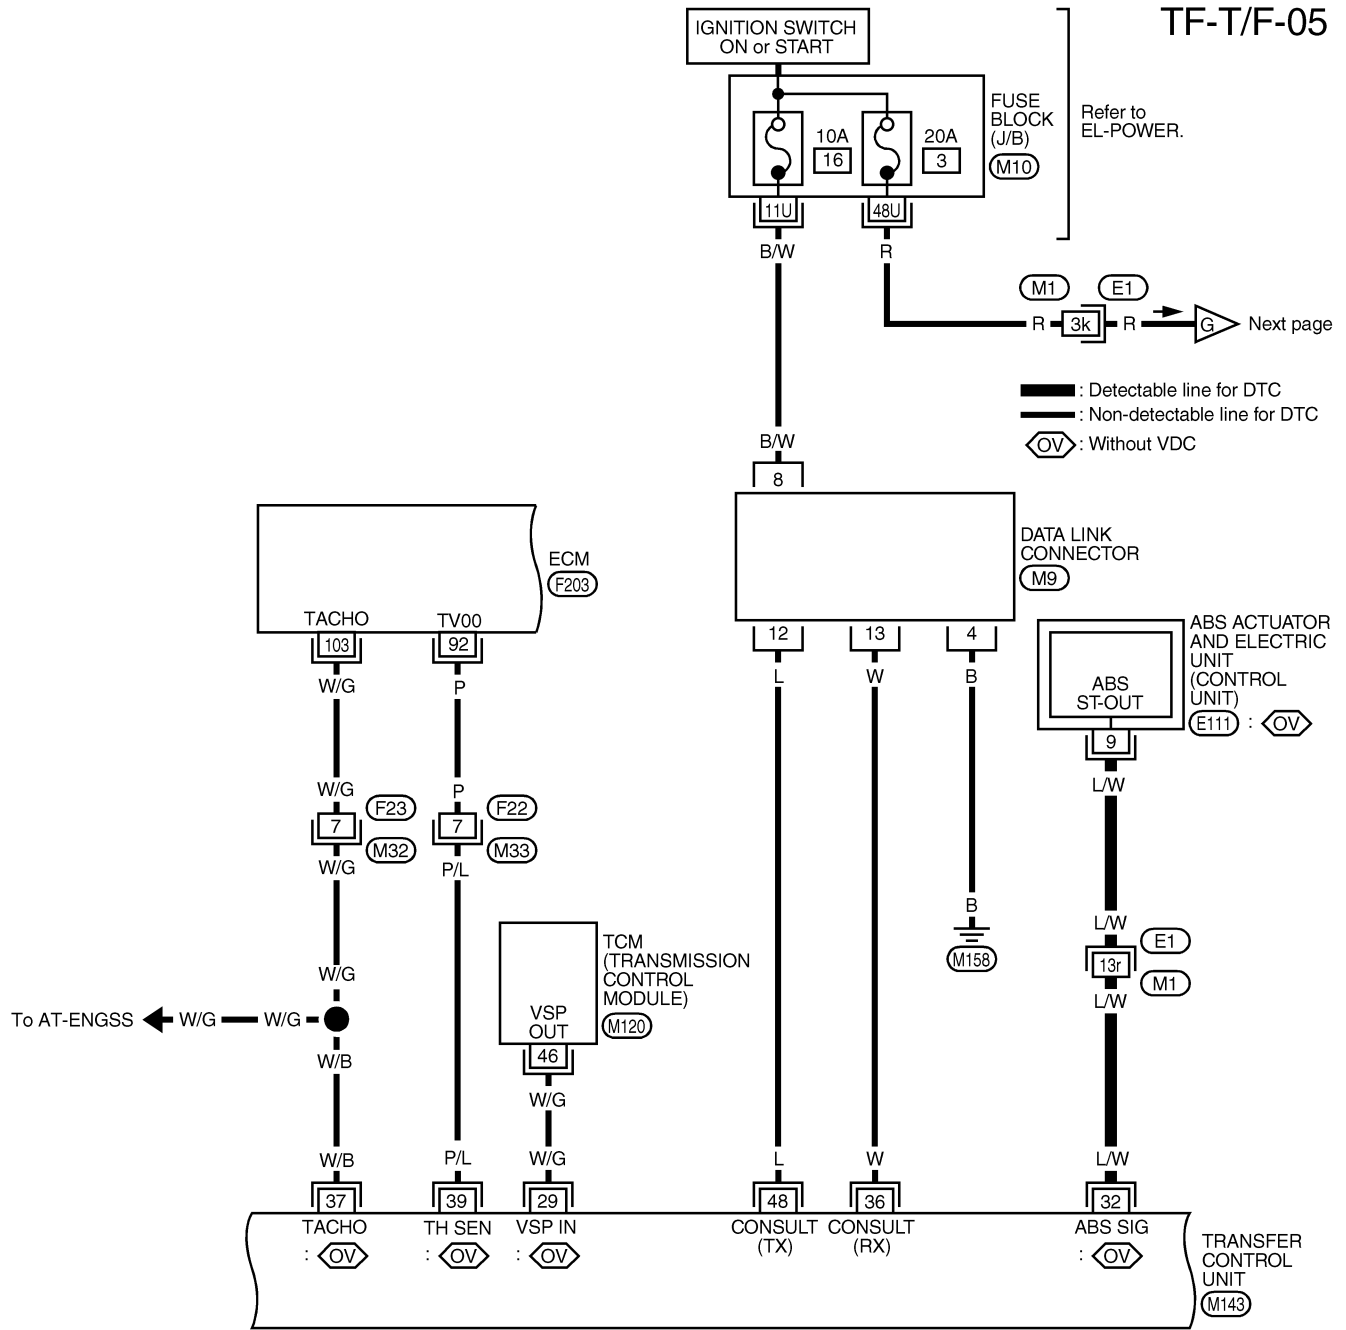 TF-T/F-05
IGNITION SWITCH
ON or START
FUSE
BLOCK
(J/B)
M10
Refer to
EL-POWER.
10A
16
20A
3
11U
48U
B/W
R
M1
E1
R
3k
R
G
Next page
: Detectable line for DTC
: Non-detectable line for DTC
OV : Without VDC
B/W
8
DATA LINK
CONNECTOR
M9
12
13
4
L
W
B
ECM
F203
TACHO
TV00
103
92
W/G
P
W/G
P
7
F23
M32
7
F22
M33
W/G
P/L
ABS ACTUATOR
AND ELECTRIC
UNIT
(CONTROL
UNIT)
E111 : OV
ABS
ST-OUT
9
L/W
B
M158
L/W
E1
13r
M1
L/W
TCM
(TRANSMISSION
CONTROL
MODULE)
M120
VSP
OUT
46
W/G
W/G
To AT-ENGSS
W/G
W/G
W/B
W/B
P/L
W/G
L
W
L/W
37
39
29
48
36
32
TACHO
: OV
TH SEN
: OV
VSP IN
: OV
CONSULT
(TX)
CONSULT
(RX)
ABS SIG
: OV
TRANSFER
CONTROL
UNIT
M143